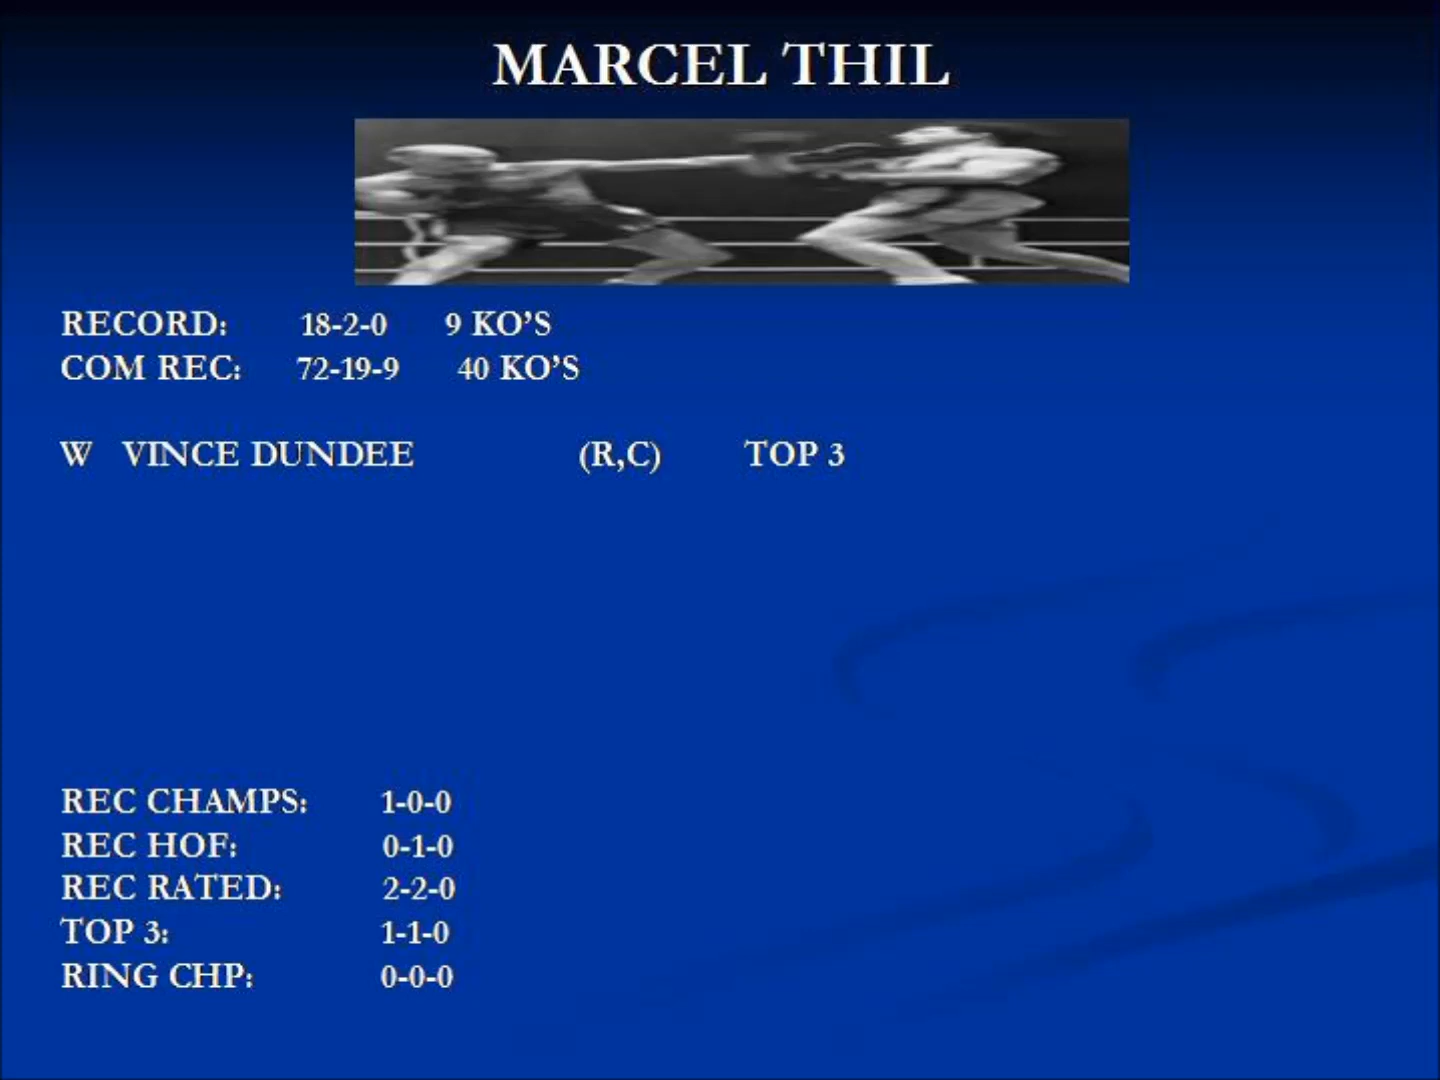 MARCEL THIL
RECORD: 18-2-0 9 KO'S
COM REC: 72-19-9 40 KO'S
W VINCE DUNDEE (R,C) TOP 3
REC CHAMPS: 1-0-0
REC HOF: 0-1-0
REC RATED: 2-2-0
TOP 3: 1-1-0
RING CHP: 0-0-0